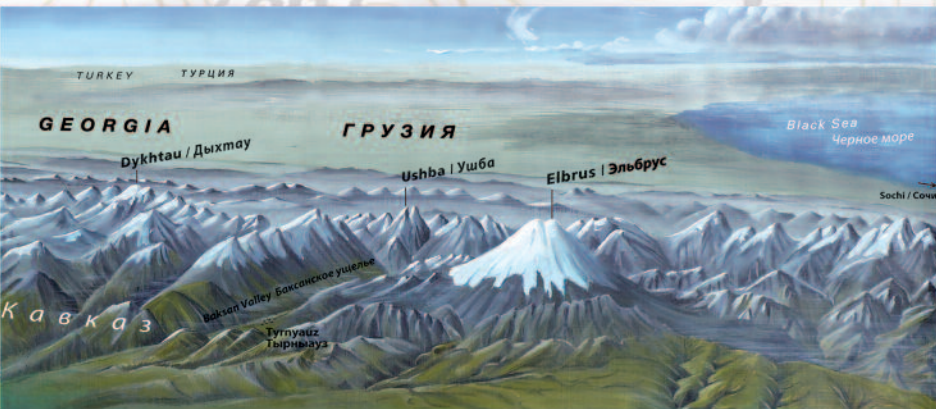 TURKEY ТУРЦИЯ
GEORGIA ГРУЗИЯ
Black Sea
Черное море
Dykhtau / Дыхтау
Ushba | Ушба
Elbrus | Эльбрус
Sochi / Сочи
Baksan Valley Баксанское ущелье
Кавказ
Tyrnyauz
Тырныауз